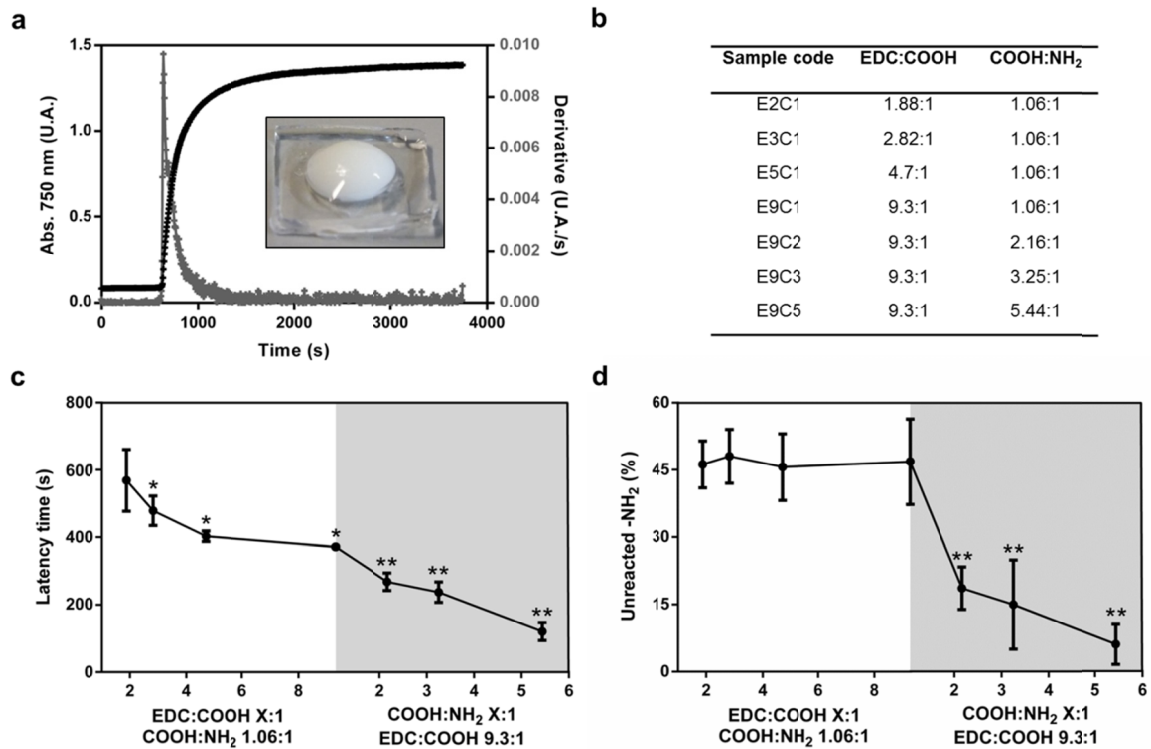 a
1.5
1.0
0.5
0.0
0.010
0.008
0.006
0.004
0.002
0.000
0
1000
2000
3000
4000
Abs. 750 nm (U.A.)
Derivative (U.A./s)
Time (s)
b
Sample code EDC:COOH COOH:NH₂
E2C1 1.88:1 1.06:1
E3C1 2.82:1 1.06:1
E5C1 4.7:1 1.06:1
E9C1 9.3:1 1.06:1
E9C2 9.3:1 2.16:1
E9C3 9.3:1 3.25:1
E9C5 9.3:1 5.44:1
c
800
600
400
200
0
Latency time (s)
*
*
*
**
**
**
2 4 6 8 2 3 4 5 6
EDC:COOH X:1
COOH:NH₂ 1.06:1
COOH:NH₂ X:1
EDC:COOH 9.3:1
d
60
45
30
15
0
Unreacted -NH₂ (%)
**
**
**
2 4 6 8 2 3 4 5 6
EDC:COOH X:1
COOH:NH₂ 1.06:1
COOH:NH₂ X:1
EDC:COOH 9.3:1